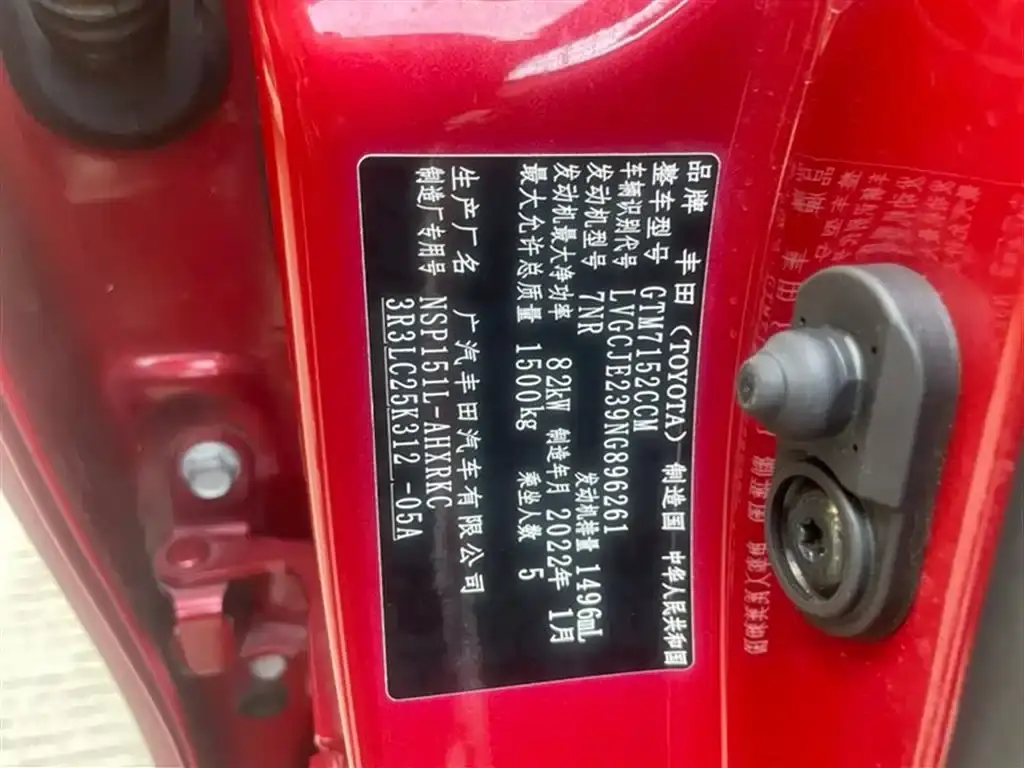 品牌 丰田(TOYOTA) 制造国 中华人民共和国
整车型号 GTM7152CCM
车辆识别代号 LVGCJE239NG896261
发动机型号 7NR 发动机排量 1496mL
发动机最大净功率 82kW 制造年月 2022年 1月
最大允许总质量 1500kg 乘坐人数 5
生产厂名 广汽丰田汽车有限公司
制造厂专用号 NSP151L-AHXRKC
3R3LC25K312-05A